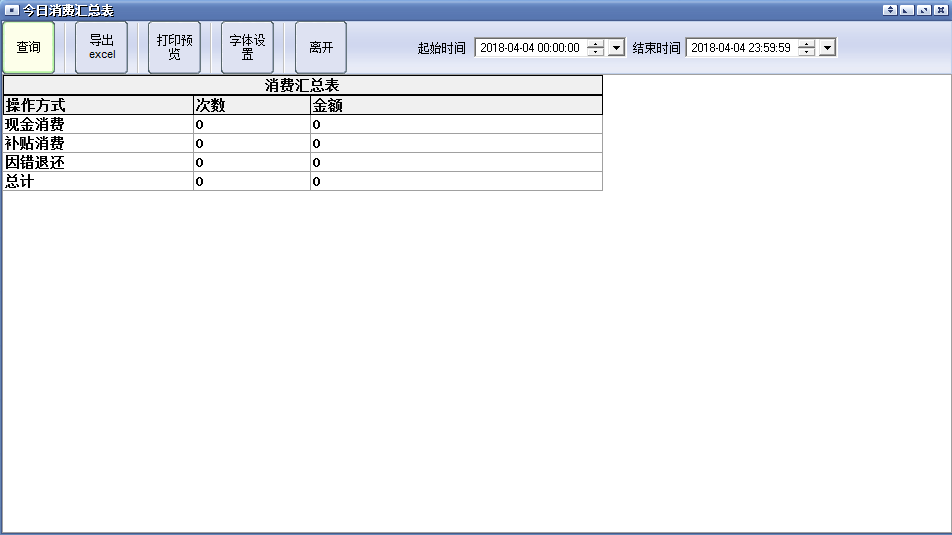 今日消费汇总表
查询
导出
excel
打印预
览
字体设
置
离开
起始时间 2018-04-04 00:00:00 结束时间 2018-04-04 23:59:59
消费汇总表
操作方式 次数 金额
现金消费 0 0
补贴消费 0 0
因错退还 0 0
总计 0 0